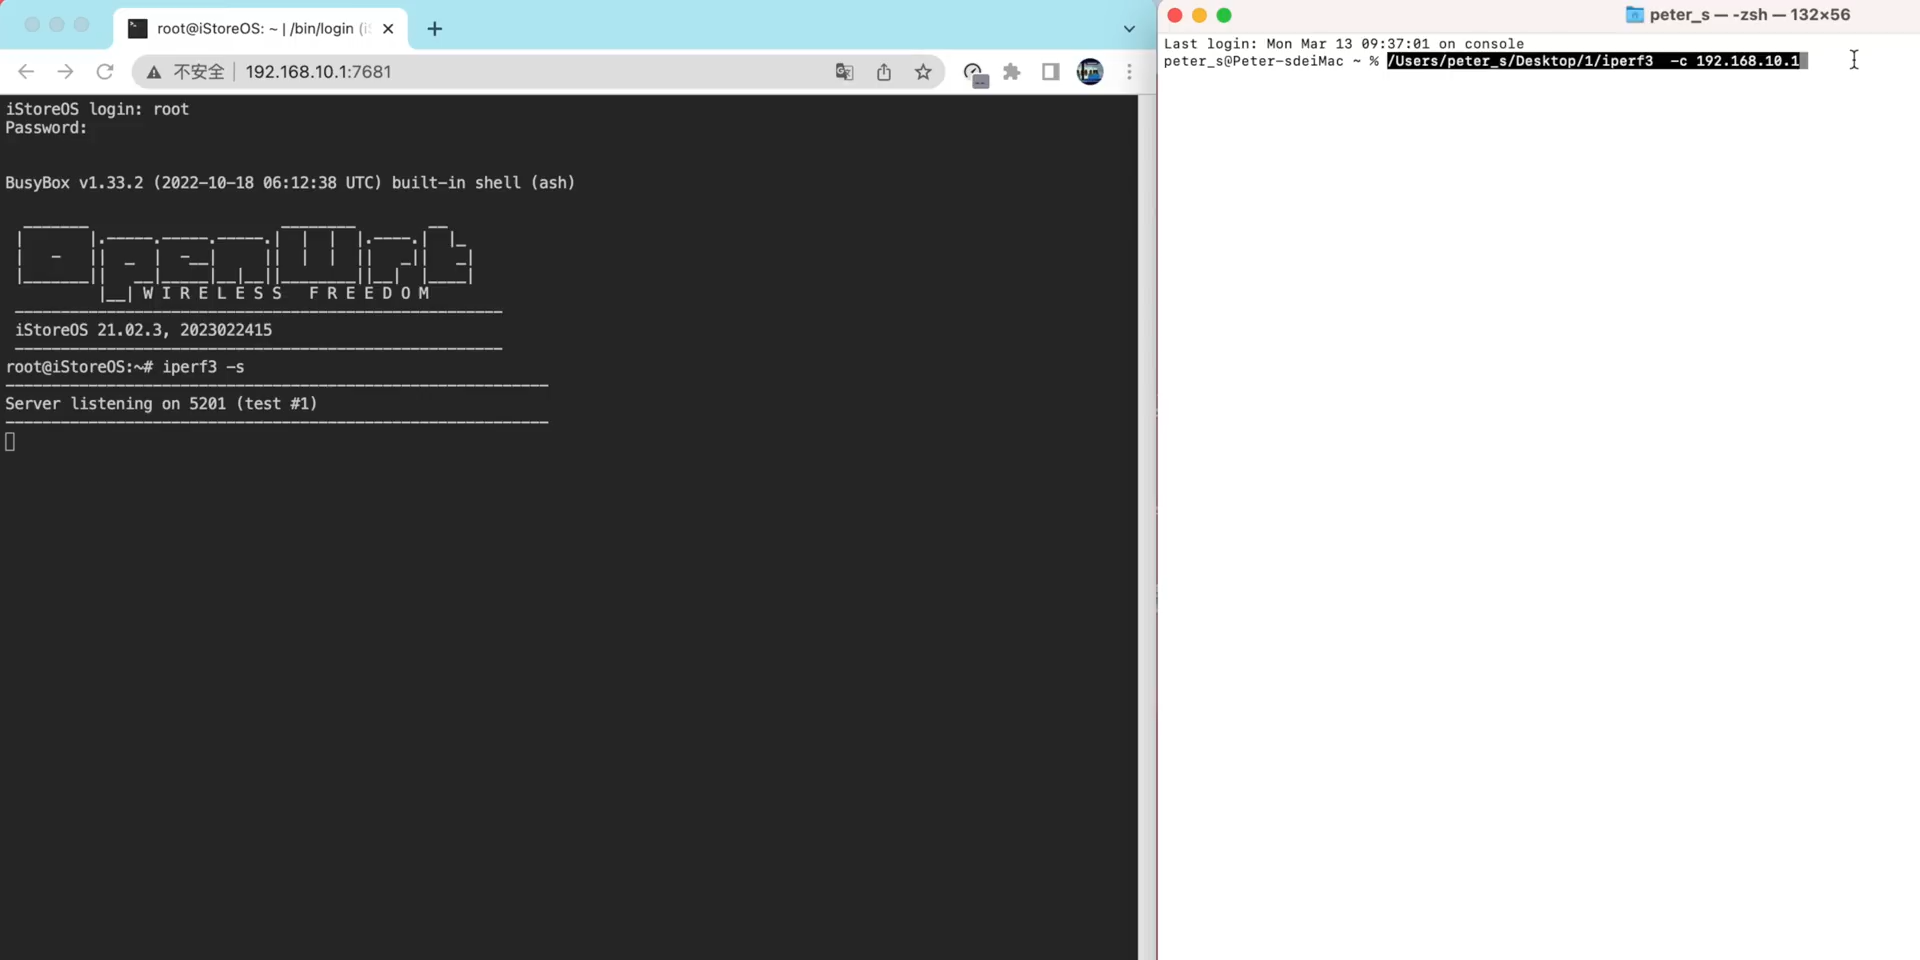 root@iStoreOS: ~ | /bin/login (i
不安全 192.168.10.1:7681
iStoreOS login: root
Password:
BusyBox v1.33.2 (2022-10-18 06:12:38 UTC) built-in shell (ash)
OpenWrt
WIRELESS FREEDOM
iStoreOS 21.02.3, 2023022415
root@iStoreOS:~# iperf3 -s
Server listening on 5201 (test #1)
peter_s — -zsh — 132×56
Last login: Mon Mar 13 09:37:01 on console
peter_s@Peter-sdeiMac ~ % /Users/peter_s/Desktop/1/iperf3  -c 192.168.10.1